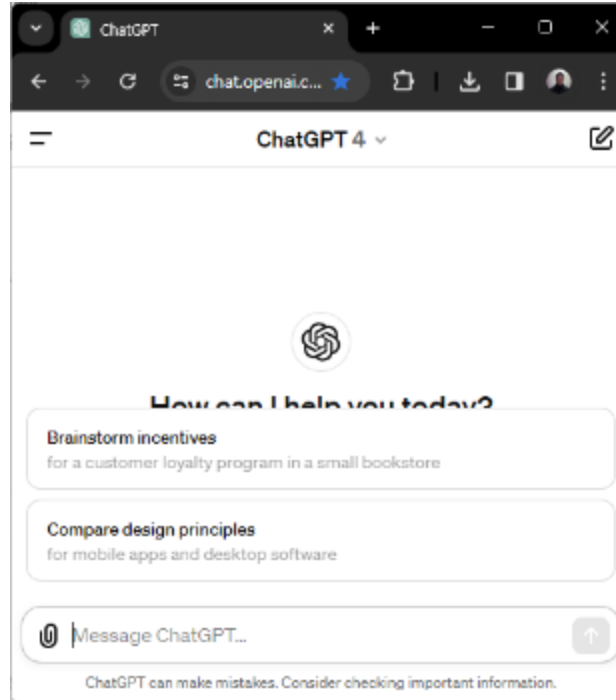 ChatGPT
chat.openai.c...
ChatGPT 4
How can I help you today?
Brainstorm incentives
for a customer loyalty program in a small bookstore
Compare design principles
for mobile apps and desktop software
Message ChatGPT...
ChatGPT can make mistakes. Consider checking important information.